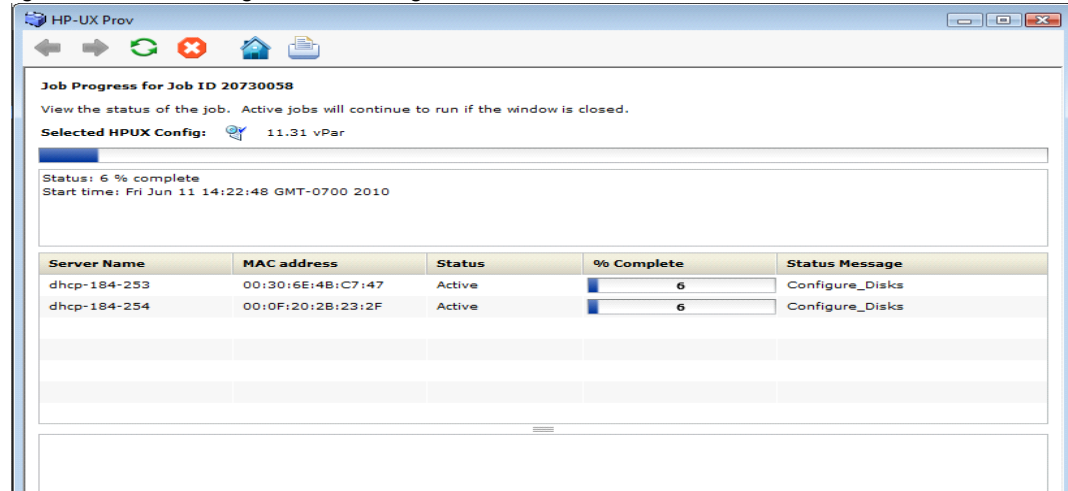 HP-UX Prov
Job Progress for Job ID 20730058
View the status of the job. Active jobs will continue to run if the window is closed.
Selected HPUX Config: 11.31 vPar
Status: 6 % complete
Start time: Fri Jun 11 14:22:48 GMT-0700 2010
Server Name MAC address Status % Complete Status Message
dhcp-184-253 00:30:6E:4B:C7:47 Active 6 Configure_Disks
dhcp-184-254 00:0F:20:2B:23:2F Active 6 Configure_Disks